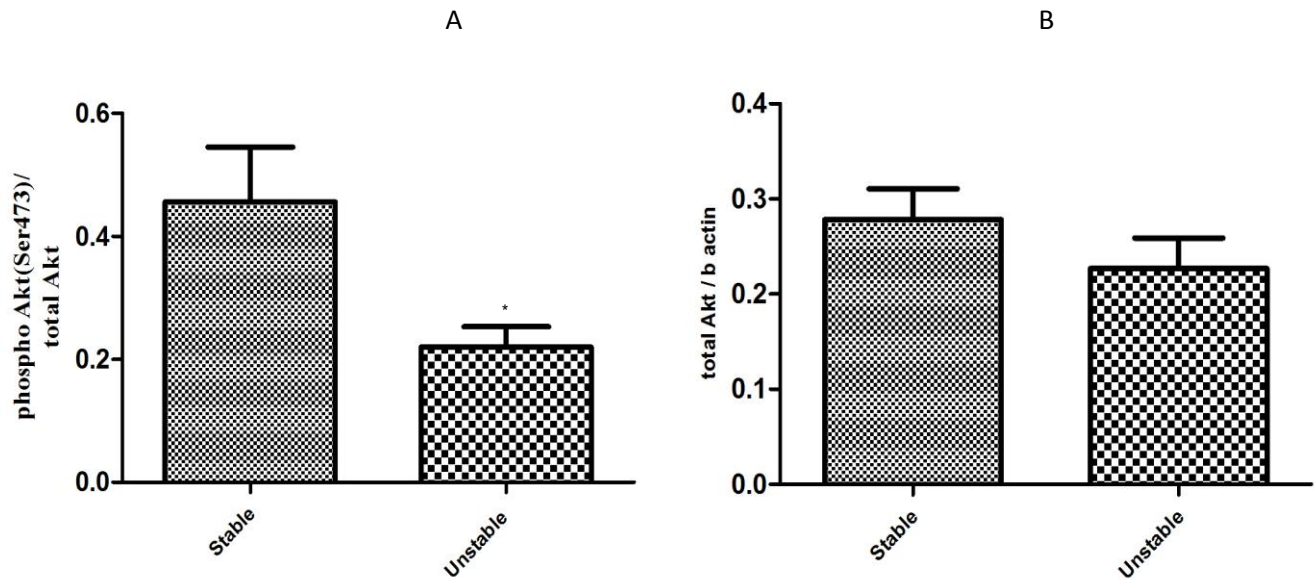 A
B
phospho Akt(Ser473)/
total Akt
0.6
0.4
0.2
0.0
*
Stable
Unstable
total Akt / b actin
0.4
0.3
0.2
0.1
0.0
Stable
Unstable